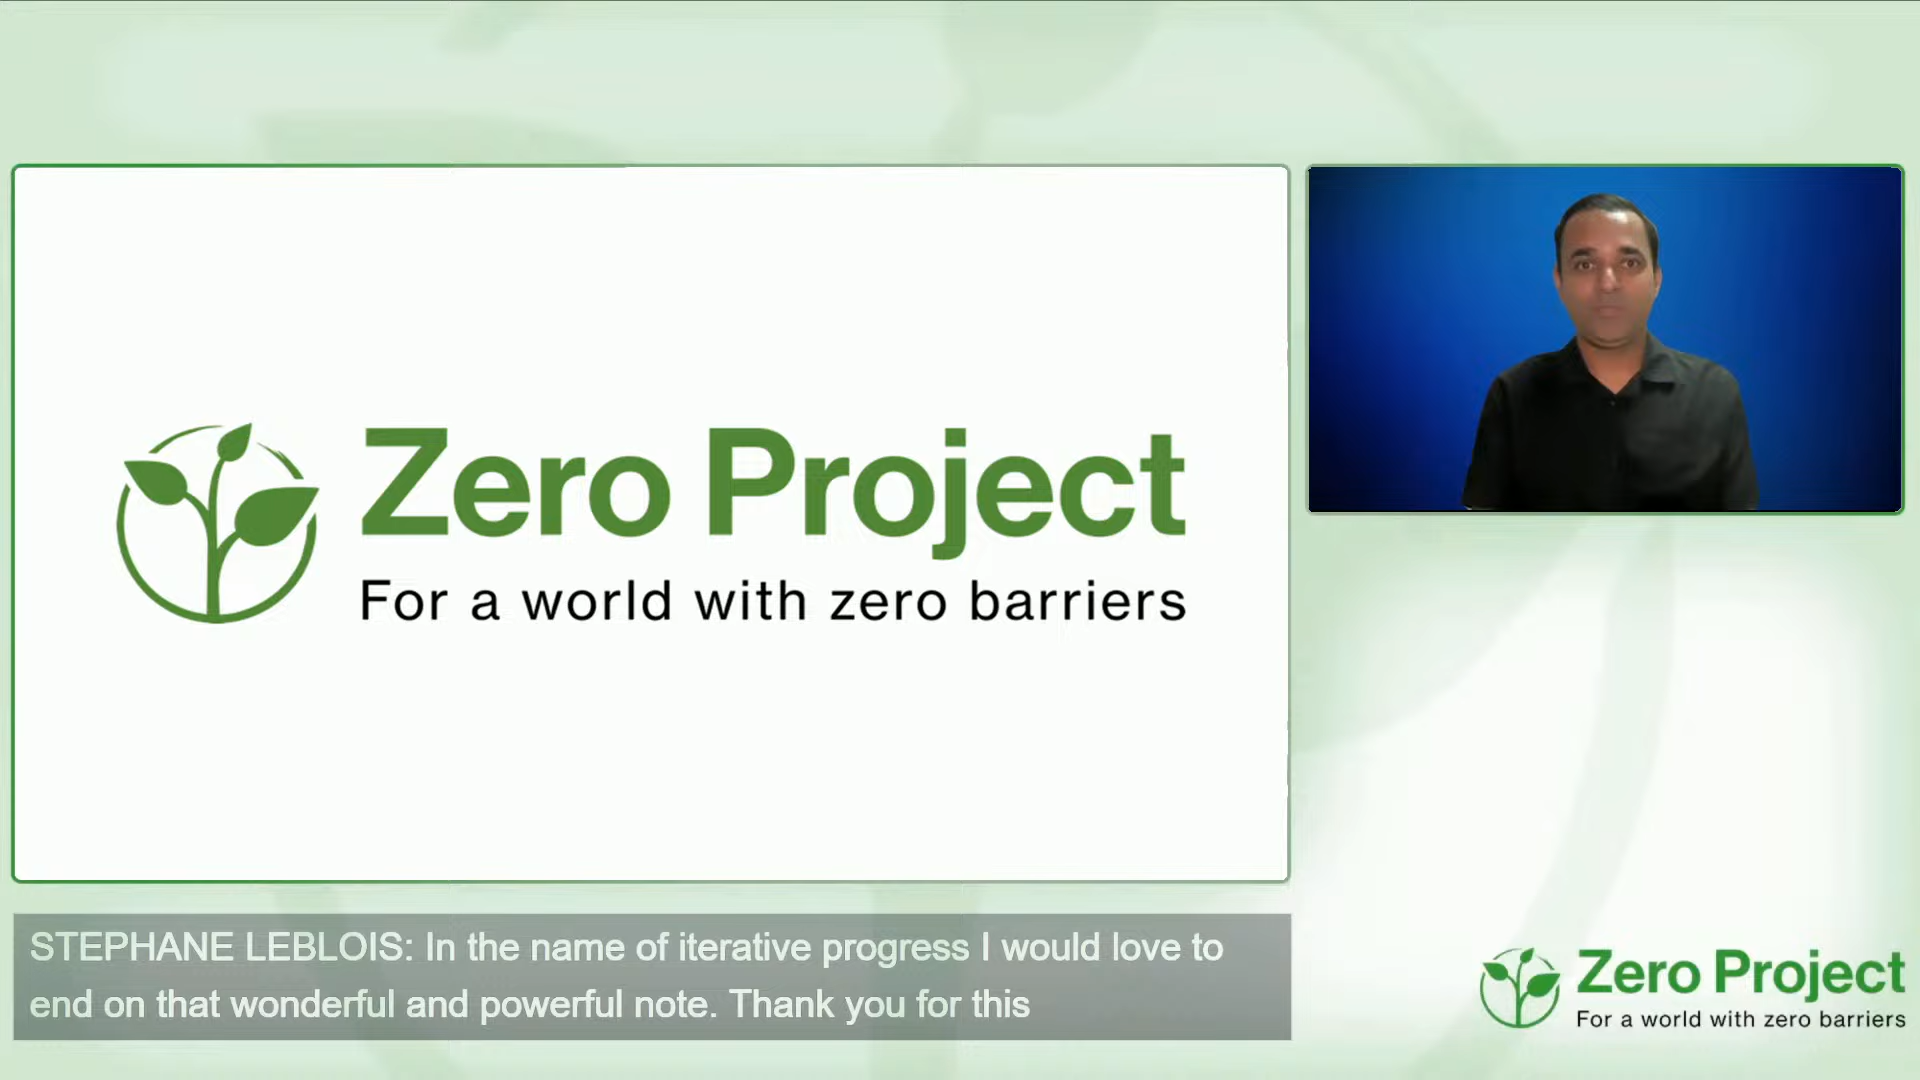 Zero Project
For a world with zero barriers
STEPHANE LEBLOIS: In the name of iterative progress I would love to
end on that wonderful and powerful note. Thank you for this
Zero Project
For a world with zero barriers